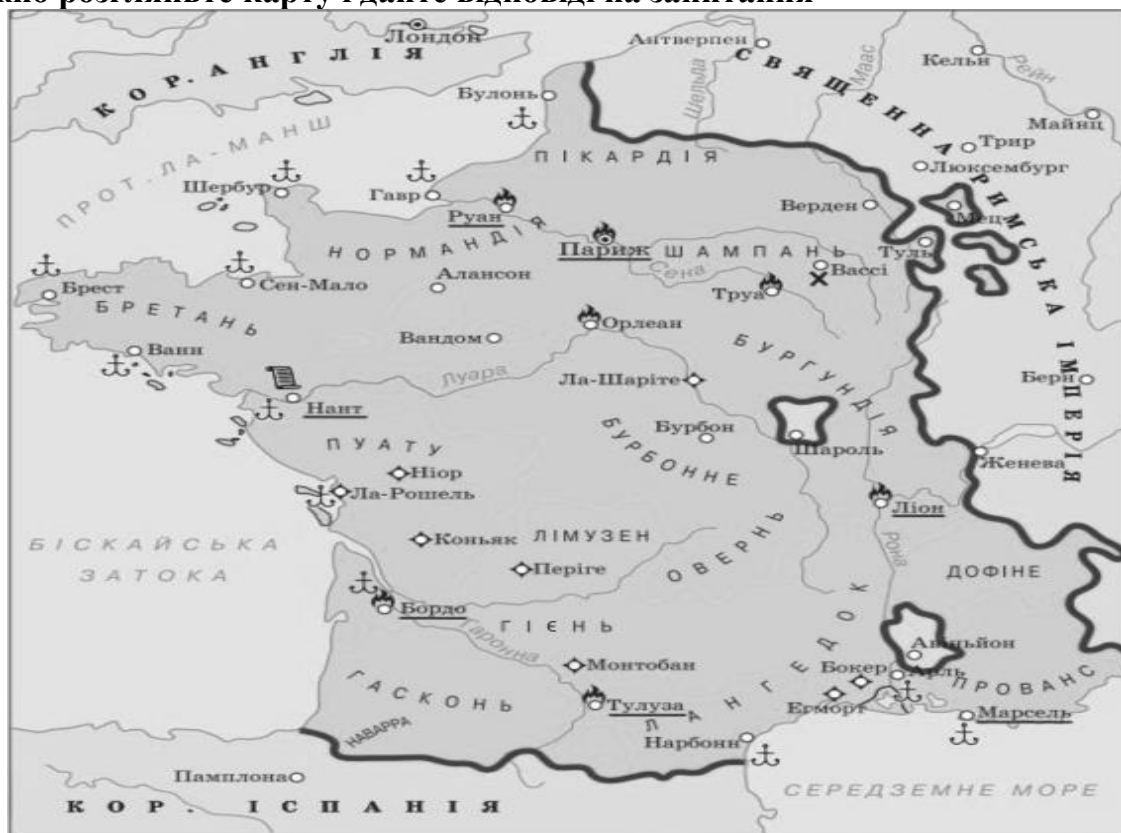 жно розгляньте карту і дайте відповіді на запитання
Лондон
КОР. АНГЛІЯ
Антверпен
Кельн
Рейн
СВЯЩЕННА РИМСЬКА ІМПЕРІЯ
Маас
Шельда
Булонь
Майнц
ПРОТ. ЛА-МАНШ
Трир
Люксембург
ПІКАРДІЯ
Шербур
Гавр
Руан
Верден
Мец
НОРМАНДІЯ
Париж
ШАМПАНЬ
Туль
Вассі
Сена
Алансон
Труа
Брест
Сен-Мало
БРЕТАНЬ
Орлеан
Вандом
Ванн
БУРГУНДІЯ
Луара
Ла-Шаріте
Берн
Нант
Бурбон
Шароль
ПУАТУ
БУРБОННЕ
Женева
Ніор
Ла-Рошель
Ліон
БІСКАЙСЬКА
ЗАТОКА
Коньяк
ЛІМУЗЕН
Періге
ОВЕРНЬ
Рона
ДОФІНЕ
Бордо
ГІЄНЬ
Гаронна
Авіньйон
Монтобан
Бокер
Арль
ПРОВАНС
ГАСКОНЬ
Тулуза
ЛАНГЕДОК
Егморт
Марсель
НАВАРРА
Нарбонн
Памплона
СЕРЕДЗЕМНЕ МОРЕ
КОР. ІСПАНІЯ